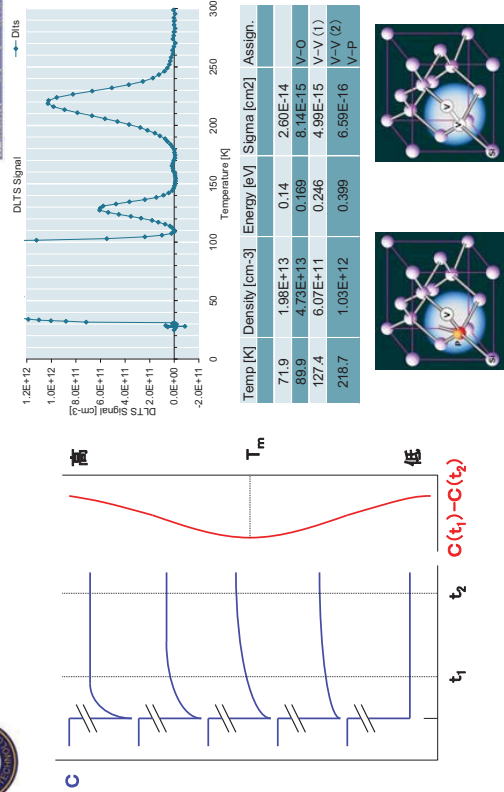 TECHNO
C
高
T m
低
t1
t2
C(t1)−C(t2)
DLTS Signal
Dlts
DLTS Signal [cm-3]
1.2E+12
1.0E+12
8.0E+11
6.0E+11
4.0E+11
2.0E+11
0.0E+00
-2.0E+11
0 50 100 150 200 250 300
Temperature [K]
Temp [K] Density [cm-3] Energy [eV] Sigma [cm2] Assign.
71.9 1.98E+13 0.14 2.60E-14
89.9 4.73E+13 0.169 8.14E-15 V-O
127.4 6.07E+11 0.246 4.99E-15 V-V (1)
218.7 1.03E+12 0.399 6.59E-16 V-V (2)
V-P
P
V
Si
V
V
Si